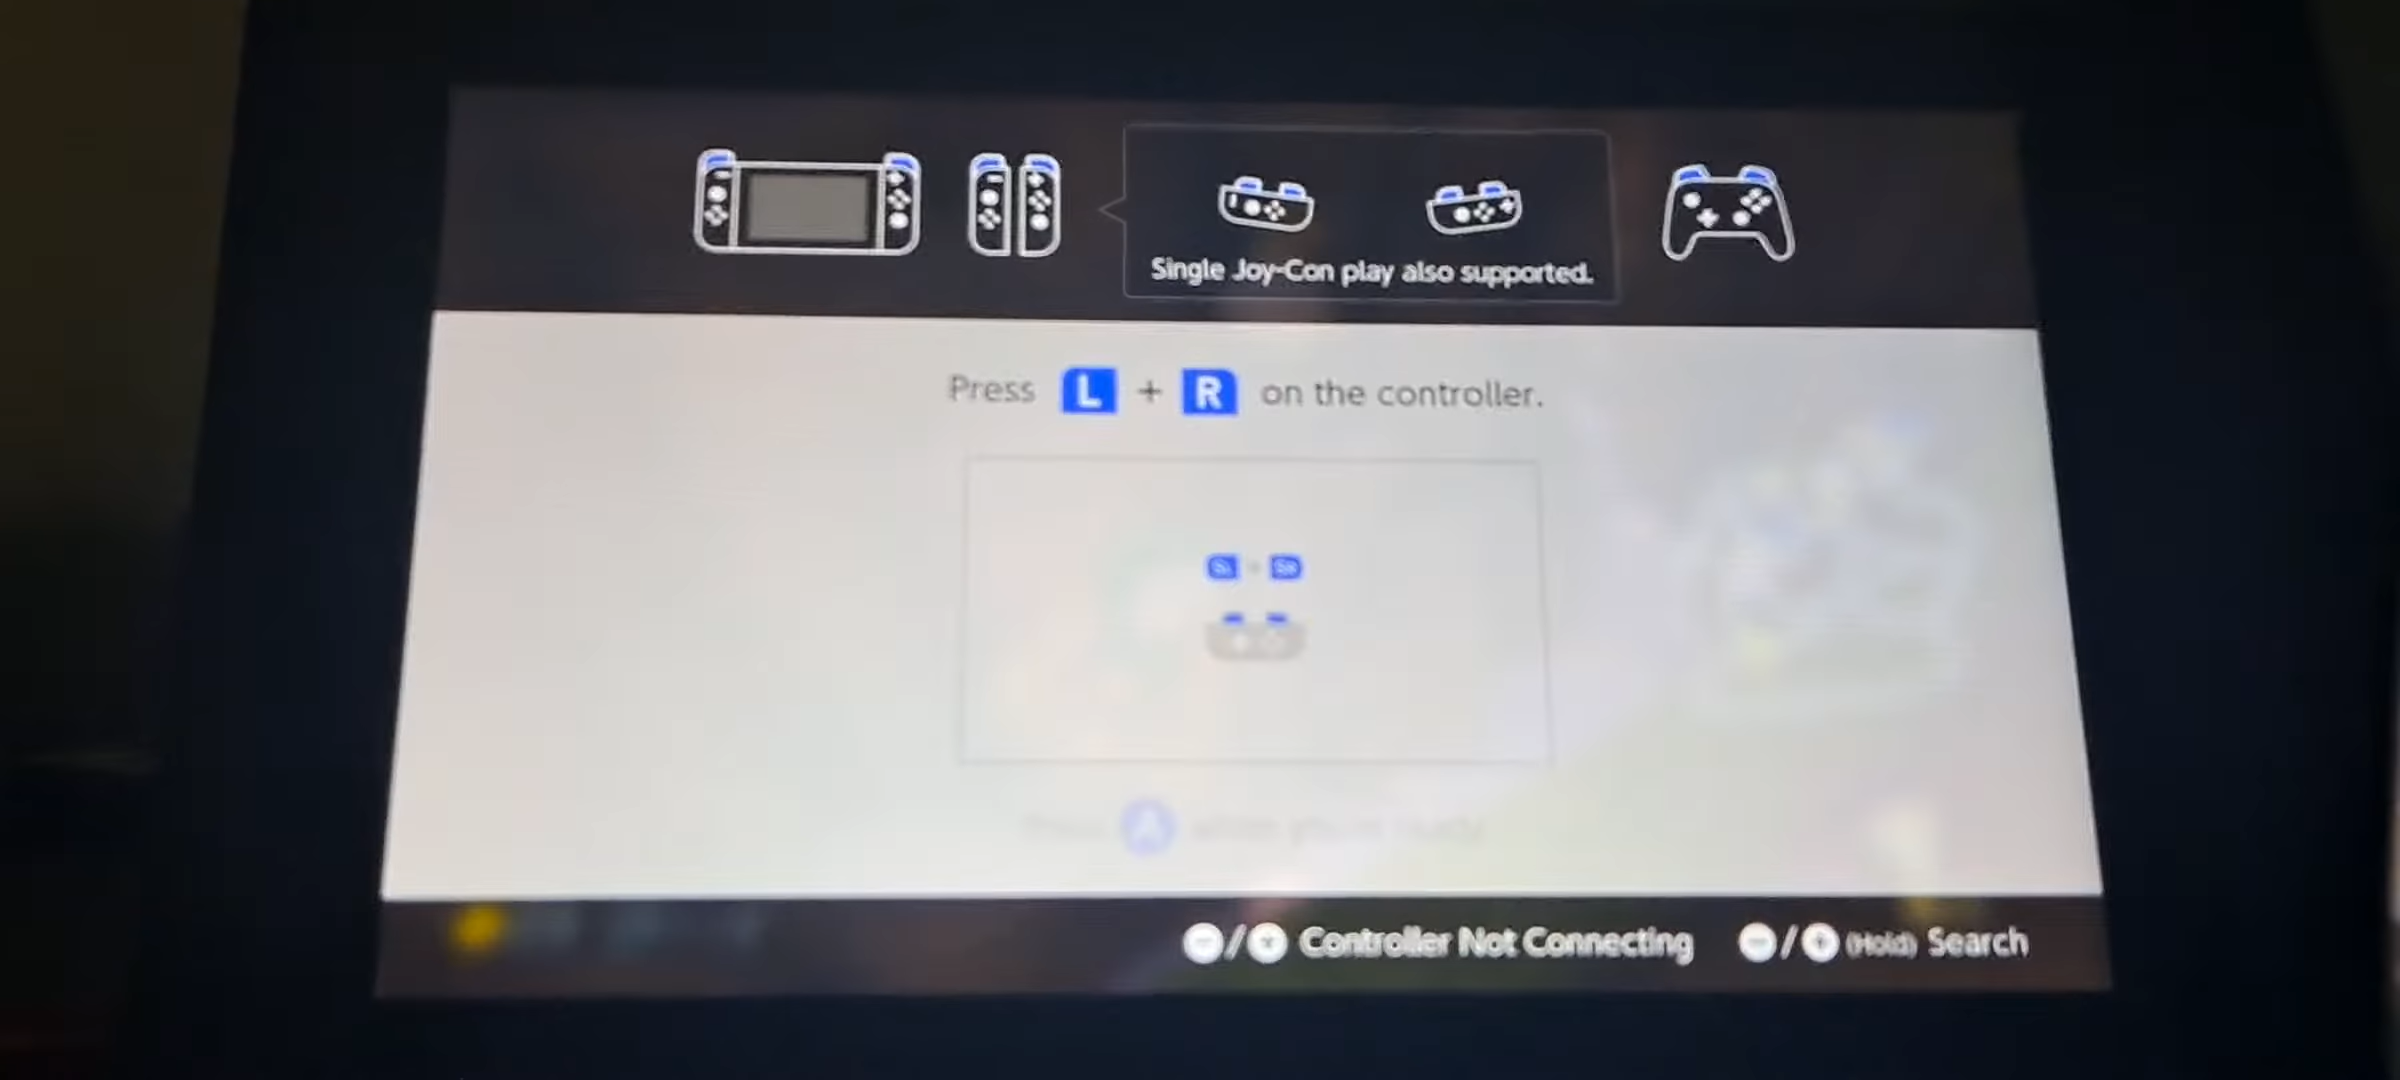 Single Joy-Con play also supported.
Press L + R on the controller.
Controller Not Connecting
(Hold) Search